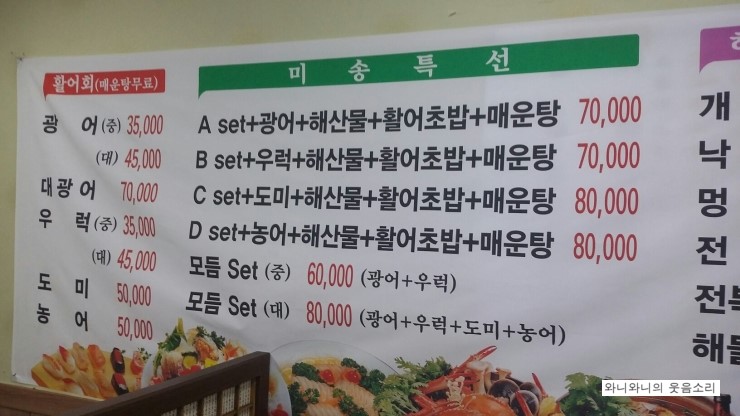 활어회(매운탕무료)
광 어 (중) 35,000
(대) 45,000
대광어 70,000
우 럭 (중) 35,000
(대) 45,000
도 미 50,000
농 어 50,000
미 송 특 선
A set+광어+해산물+활어초밥+매운탕 70,000
B set+우럭+해산물+활어초밥+매운탕 70,000
C set+도미+해산물+활어초밥+매운탕 80,000
D set+농어+해산물+활어초밥+매운탕 80,000
모듬 Set (중) 60,000 (광어+우럭)
모듬 Set (대) 80,000 (광어+우럭+도미+농어)
개
낙
멍
전
전복
해물
와니와니의 웃음소리